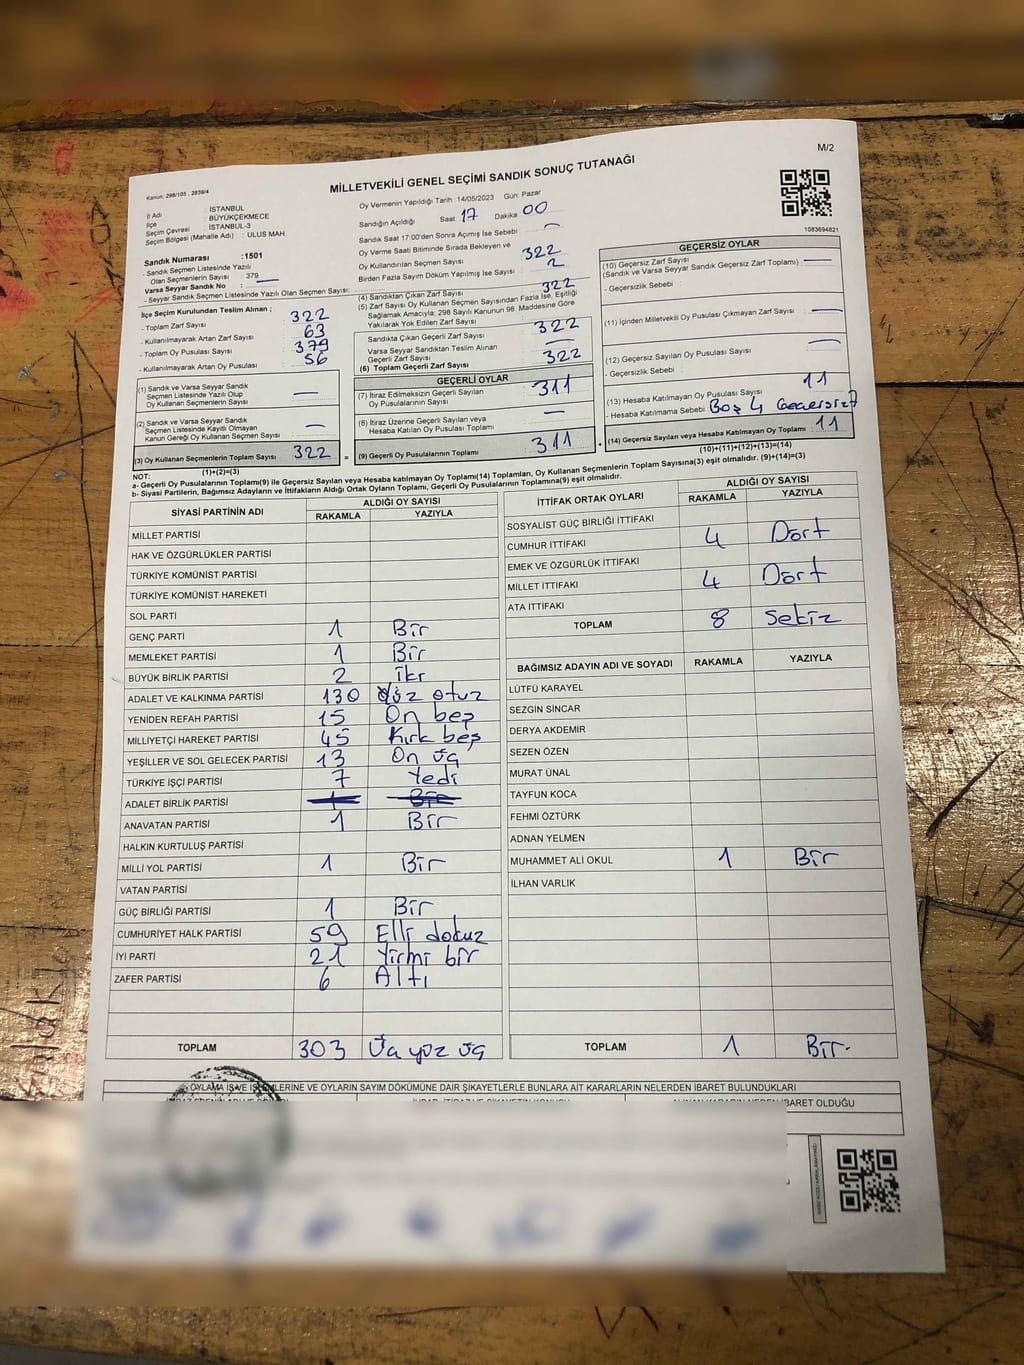 M/2
Kanun: 298/105 , 2839/4
MİLLETVEKİLİ GENEL SEÇİMİ SANDIK SONUÇ TUTANAĞI
1083694821
İl Adı : İSTANBUL
İlçe : BÜYÜKÇEKMECE
Seçim Çevresi : İSTANBUL-3
Seçim Bölgesi (Mahalle Adı) : ULUS MAH.
Sandık Numarası :1501
- Sandık Seçmen Listesinde Yazılı
Olan Seçmenlerin Sayısı : 379
Varsa Seyyar Sandık No :
- Seyyar Sandık Seçmen Listesinde Yazılı Olan Seçmen Sayısı:
Oy Vermenin Yapıldığı Tarih :14/05/2023 Gün: Pazar
Sandığın Açıldığı Saat: 17 Dakika 00
Sandık Saat 17:00'den Sonra Açımış İse Sebebi : —
Oy Verme Saati Bitiminde Sırada Bekleyen ve
Oy Kullandırılan Seçmen Sayısı 322
Birden Fazla Sayım Döküm Yapılmış İse Sayısı 2
İlçe Seçim Kurulundan Teslim Alınan ;
- Toplam Zarf Sayısı : 322
- Kullanılmayarak Artan Zarf Sayısı : 63
- Toplam Oy Pusulası Sayısı : 379
- Kullanılmayarak Artan Oy Pusulası : 56
(1) Sandık ve Varsa Seyyar Sandık
Seçmen Listesinde Yazılı Olup
Oy Kullanan Seçmenlerin Sayısı —
(2) Sandık ve Varsa Seyyar Sandık
Seçmen Listesinde Kayıtlı Olmayan
Kanun Gereği Oy Kullanan Seçmen Sayısı —
(3) Oy Kullanan Seçmenlerin Toplam Sayısı 322
(1)+(2)=(3)
(4) Sandıktan Çıkan Zarf Sayısı 322
(5) Zarf Sayısı Oy Kullanan Seçmen Sayısından Fazla İse, Eşitliği
Sağlamak Amacıyla; 298 Sayılı Kanunun 98. Maddesine Göre
Yakılarak Yok Edilen Zarf Sayısı :
Sandıkta Çıkan Geçerli Zarf Sayısı 322
Varsa Seyyar Sandıktan Teslim Alınan
Geçerli Zarf Sayısı —
(6) Toplam Geçerli Zarf Sayısı 322
GEÇERLİ OYLAR
(7) İtiraz Edilmeksizin Geçerli Sayılan
Oy Pusulalarının Sayısı 311
(8) İtiraz Üzerine Geçerli Sayılan veya
Hesaba Katılan Oy Pusulası Toplamı —
(9) Geçerli Oy Pusulalarının Toplamı 311
GEÇERSİZ OYLAR
(10) Geçersiz Zarf Sayısı :
(Sandık ve Varsa Seyyar Sandık Geçersiz Zarf Toplamı) —
- Geçersizlik Sebebi :
(11) İçinden Milletvekili Oy Pusulası Çıkmayan Zarf Sayısı : —
(12) Geçersiz Sayılan Oy Pusulası Sayısı : —
- Geçersizlik Sebebi :
(13) Hesaba Katılmayan Oy Pusulası Sayısı : 11
- Hesaba Katılmama Sebebi : Boş 4 Geçersiz 7
(14) Geçersiz Sayılan veya Hesaba Katılmayan Oy Toplamı : 11
(10)+(11)+(12)+(13)=(14)
NOT:
a- Geçerli Oy Pusulalarının Toplamı(9) ile Geçersiz Sayılan veya Hesaba katılmayan Oy Toplamı(14) Toplamları, Oy Kullanan Seçmenlerin Toplam Sayısına(3) eşit olmalıdır. (9)+(14)=(3)
b- Siyasi Partilerin, Bağımsız Adayların ve İttifakların Aldığı Ortak Oyların Toplamı, Geçerli Oy Pusulalarının Toplamına(9) eşit olmalıdır.
SİYASİ PARTİNİN ADI ALDIĞI OY SAYISI
RAKAMLA YAZIYLA
MİLLET PARTİSİ
HAK VE ÖZGÜRLÜKLER PARTİSİ
TÜRKİYE KOMÜNİST PARTİSİ
TÜRKİYE KOMÜNİST HAREKETİ
SOL PARTİ
GENÇ PARTİ 1 Bir
MEMLEKET PARTİSİ 1 Bir
BÜYÜK BİRLİK PARTİSİ 2 İki
ADALET VE KALKINMA PARTİSİ 130 Yüz otuz
YENİDEN REFAH PARTİSİ 15 On beş
MİLLİYETÇİ HAREKET PARTİSİ 45 Kırk beş
YEŞİLLER VE SOL GELECEK PARTİSİ 13 On üç
TÜRKİYE İŞÇİ PARTİSİ 7 Yedi
ADALET BİRLİK PARTİSİ 1 Bir
ANAVATAN PARTİSİ 1 Bir
HALKIN KURTULUŞ PARTİSİ
MİLLİ YOL PARTİSİ 1 Bir
VATAN PARTİSİ
GÜÇ BİRLİĞİ PARTİSİ 1 Bir
CUMHURİYET HALK PARTİSİ 59 Elli dokuz
İYİ PARTİ 21 Yirmi bir
ZAFER PARTİSİ 6 Altı
TOPLAM 303 Üç yüz üç
İTTİFAK ORTAK OYLARI ALDIĞI OY SAYISI
RAKAMLA YAZIYLA
SOSYALİST GÜÇ BİRLİĞİ İTTİFAKI
CUMHUR İTTİFAKI 4 Dört
EMEK VE ÖZGÜRLÜK İTTİFAKI
MİLLET İTTİFAKI 4 Dört
ATA İTTİFAKI
TOPLAM 8 Sekiz
BAĞIMSIZ ADAYIN ADI VE SOYADI RAKAMLA YAZIYLA
LÜTFÜ KARAYEL
SEZGİN SİNCAR
DERYA AKDEMİR
SEZEN ÖZEN
MURAT ÜNAL
TAYFUN KOCA
FEHMİ ÖZTÜRK
ADNAN YELMEN
MUHAMMET ALİ OKUL 1 Bir
İLHAN VARLIK
TOPLAM 1 Bir.
OYLAMA İŞ VE İŞLEMLERİNE VE OYLARIN SAYIM DÖKÜMÜNE DAİR ŞİKAYETLERLE BUNLARA AİT KARARLARIN NELERDEN İBARET BULUNDUKLARI